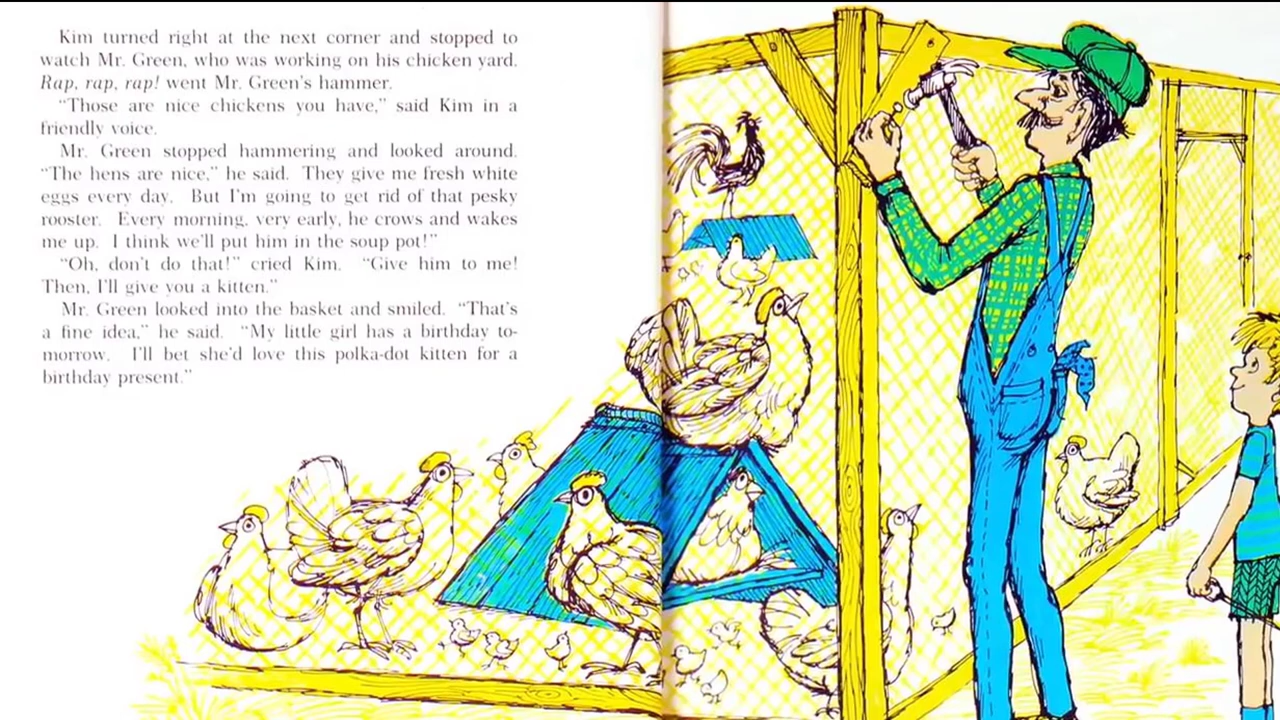 Kim turned right at the next corner and stopped to
watch Mr. Green, who was working on his chicken yard.
Rap, rap, rap! went Mr. Green's hammer.
"Those are nice chickens you have," said Kim in a
friendly voice.
Mr. Green stopped hammering and looked around.
"The hens are nice," he said. They give me fresh white
eggs every day. But I'm going to get rid of that pesky
rooster. Every morning, very early, he crows and wakes
me up. I think we'll put him in the soup pot!"
"Oh, don't do that!" cried Kim. "Give him to me!
Then, I'll give you a kitten."
Mr. Green looked into the basket and smiled. "That's
a fine idea," he said. "My little girl has a birthday to-
morrow. I'll bet she'd love this polka-dot kitten for a
birthday present."